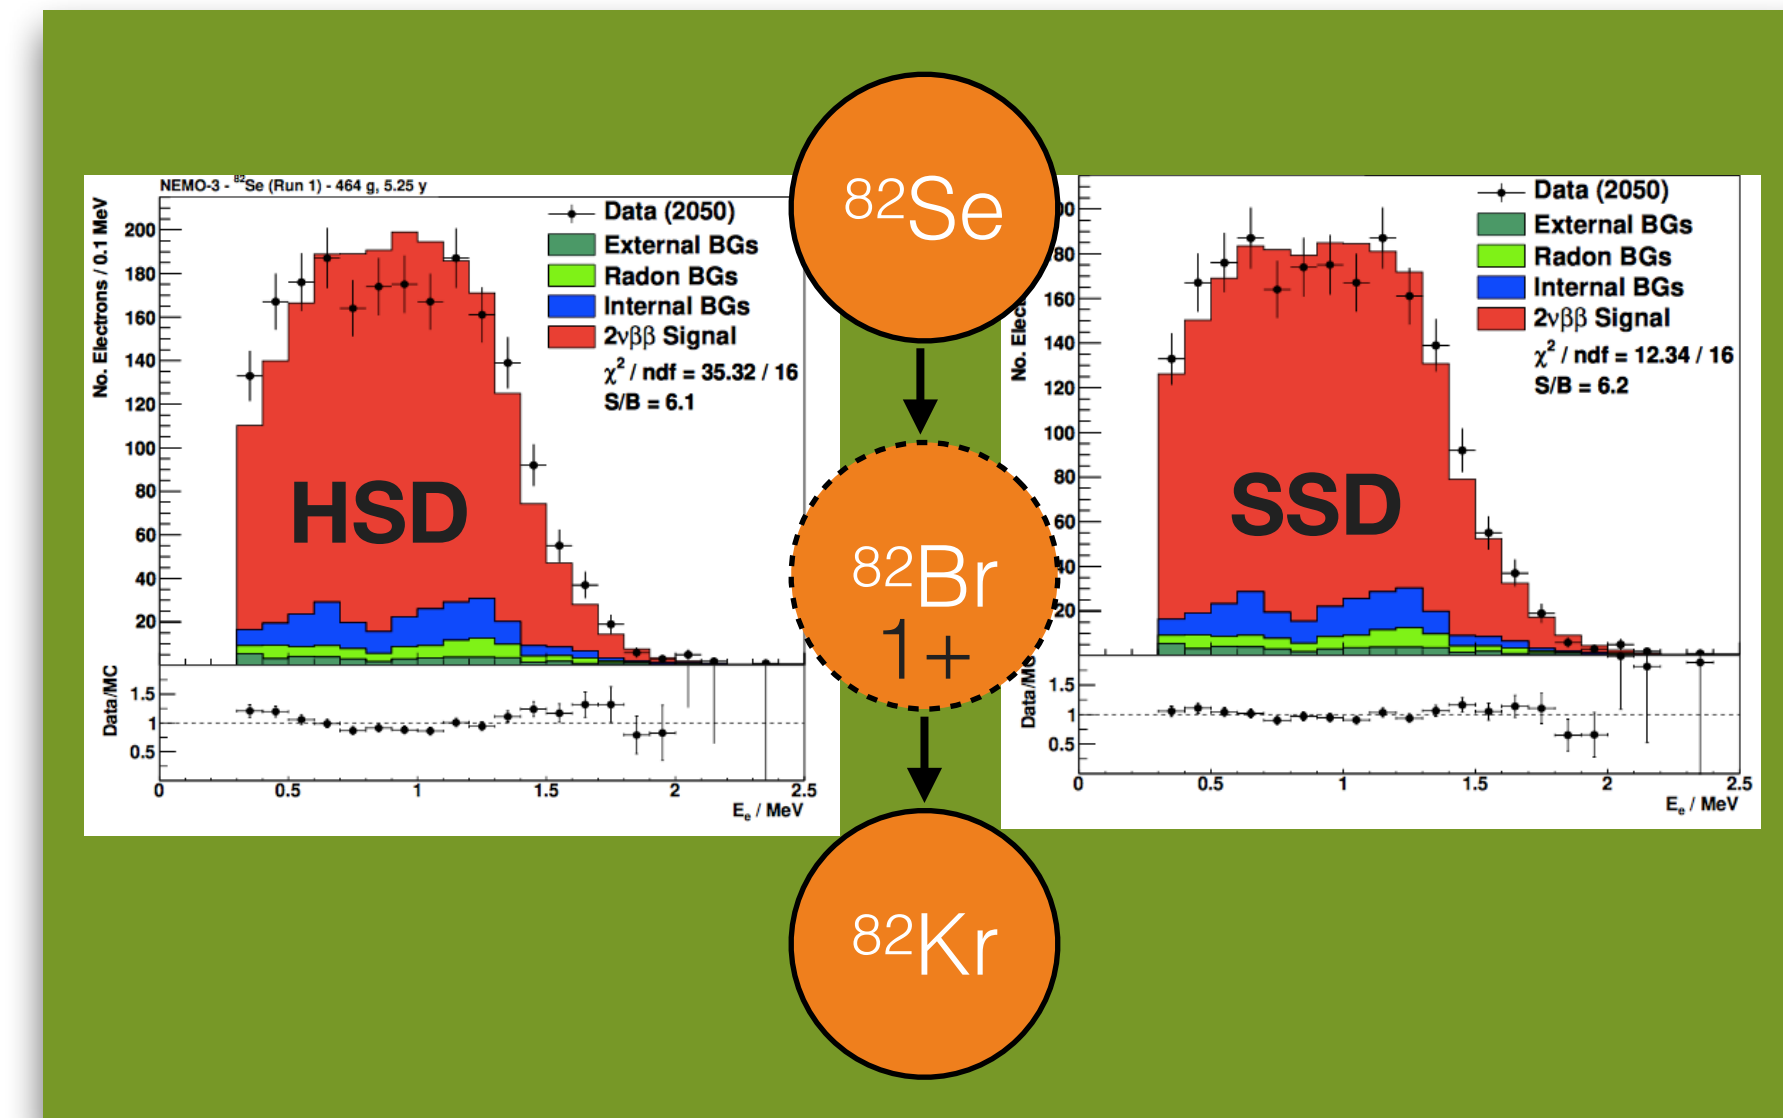 NEMO-3 - ⁸²Se (Run 1) - 464 g, 5.25 y
No. Electrons / 0.1 MeV
200
180
160
140
120
100
80
60
40
20
Data (2050)
External BGs
Radon BGs
Internal BGs
2νββ Signal
χ² / ndf = 35.32 / 16
S/B = 6.1
HSD
Data/MC
1.5
1
0.5
0
0.5
1
1.5
2
2.5
Eₑ / MeV
⁸²Se
⁸²Br
1+
⁸²Kr
180
160
140
120
100
80
60
40
20
Data (2050)
External BGs
Radon BGs
Internal BGs
2νββ Signal
χ² / ndf = 12.34 / 16
S/B = 6.2
SSD
Data/MC
1.5
1
0.5
0
0.5
1
1.5
2
2.5
Eₑ / MeV